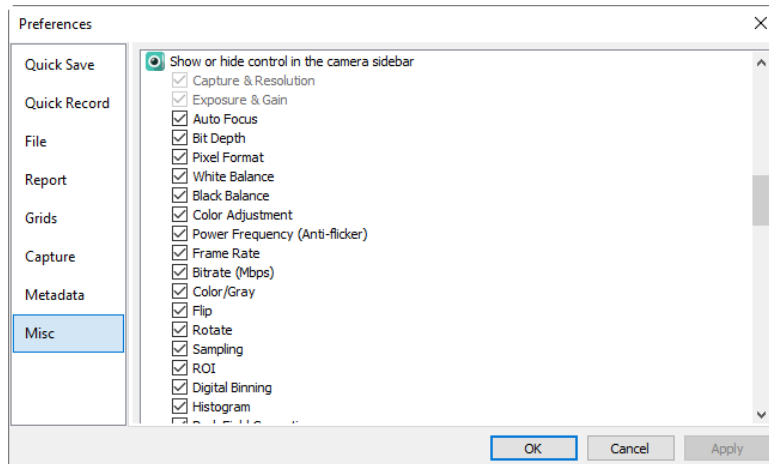 Preferences
Quick Save
Quick Record
File
Report
Grids
Capture
Metadata
Misc
Show or hide control in the camera sidebar
Capture & Resolution
Exposure & Gain
Auto Focus
Bit Depth
Pixel Format
White Balance
Black Balance
Color Adjustment
Power Frequency (Anti-flicker)
Frame Rate
Bitrate (Mbps)
Color/Gray
Flip
Rotate
Sampling
ROI
Digital Binning
Histogram
OK
Cancel
Apply